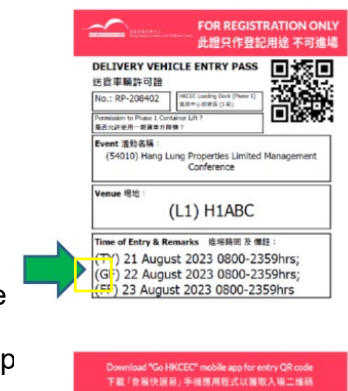 FOR REGISTRATION ONLY
此證只作登記用途 不可進場
DELIVERY VEHICLE ENTRY PASS
送貨車輛許可證
No.: RP-208402
HKCEC Loading Dock (Phase 1)
Permission to Phase 1 Container Lift ?
Event 活動名稱 :
(54010) Hang Lung Properties Limited Management
Conference
Venue 場地 :
(L1) H1ABC
Time of Entry & Remarks 進場時間 及 備註 :
(TY) 21 August 2023 0800-2359hrs;
(GF) 22 August 2023 0800-2359hrs;
(FF) 23 August 2023 0800-2359hrs
e
p
Download "Go HKCEC" mobile app for entry QR code
下載「會展快運易」手機應用程式以獲取入場二維碼